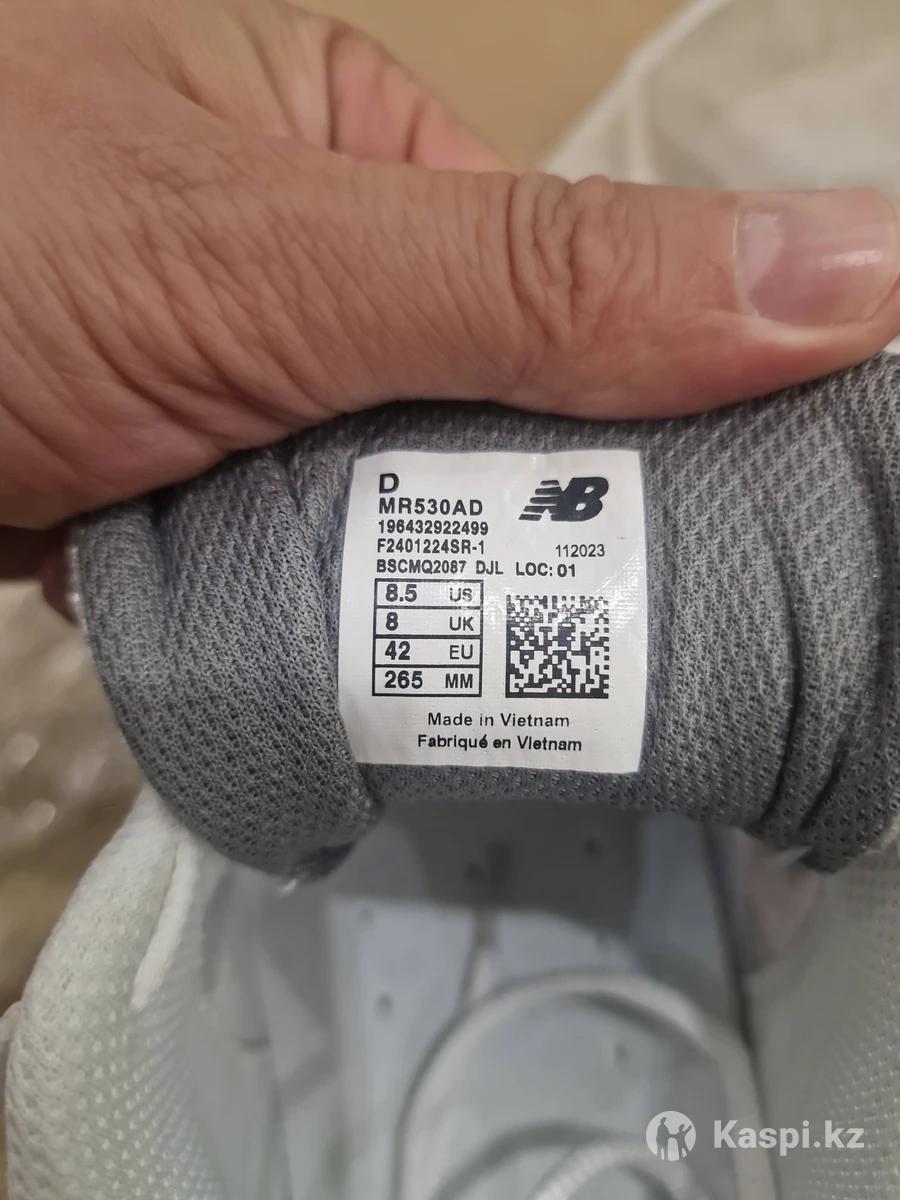 D
MR530AD
NB
196432922499
F2401224SR-1 112023
BSCMQ2087 DJL LOC: 01
8.5 US
8 UK
42 EU
265 MM
Made in Vietnam
Fabriqué en Vietnam
Kaspi.kz